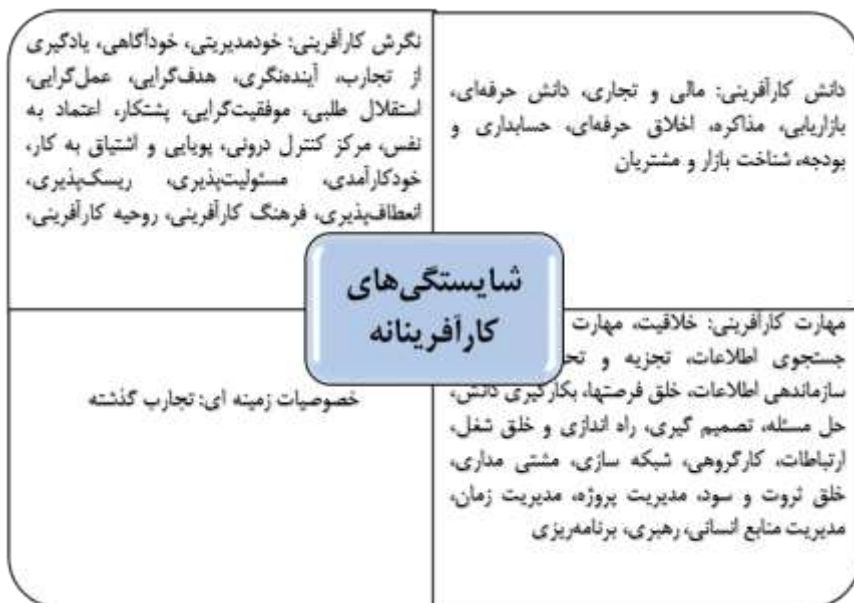 دانش کارآفرینی: مالی و تجاری، دانش حرفه‌ای،
بازاریابی، مذاکره، اخلاق حرفه‌ای، حسابداری و
بودجه، شناخت بازار و مشتریان
نگرش کارآفرینی: خودمدیریتی، خودآگاهی، یادگیری
از تجارب، آینده‌نگری، هدف‌گرایی، عمل‌گرایی،
استقلال طلبی، موفقیت‌گرایی، پشتکار، اعتماد به
نفس، مرکز کنترل درونی، پویایی و اشتیاق به کار،
خودکارآمدی، مسئولیت‌پذیری، ریسک‌پذیری،
انعطاف‌پذیری، فرهنگ کارآفرینی، روحیه کارآفرینی،
شایستگی‌های
کارآفرینانه
مهارت کارآفرینی: خلاقیت، مهارت
جستجوی اطلاعات، تجزیه و
سازماندهی اطلاعات، خلق فرصتها، بکارگیری دانش،
حل مسئله، تصمیم گیری، راه اندازی و خلق شغل،
ارتباطات، کارگروهی، شبکه سازی، مشتی مداری،
خلق ثروت و سود، مدیریت پروژه، مدیریت زمان،
مدیریت منابع انسانی، رهبری، برنامه‌ریزی
خصوصیات زمینه ای: تجارب گذشته